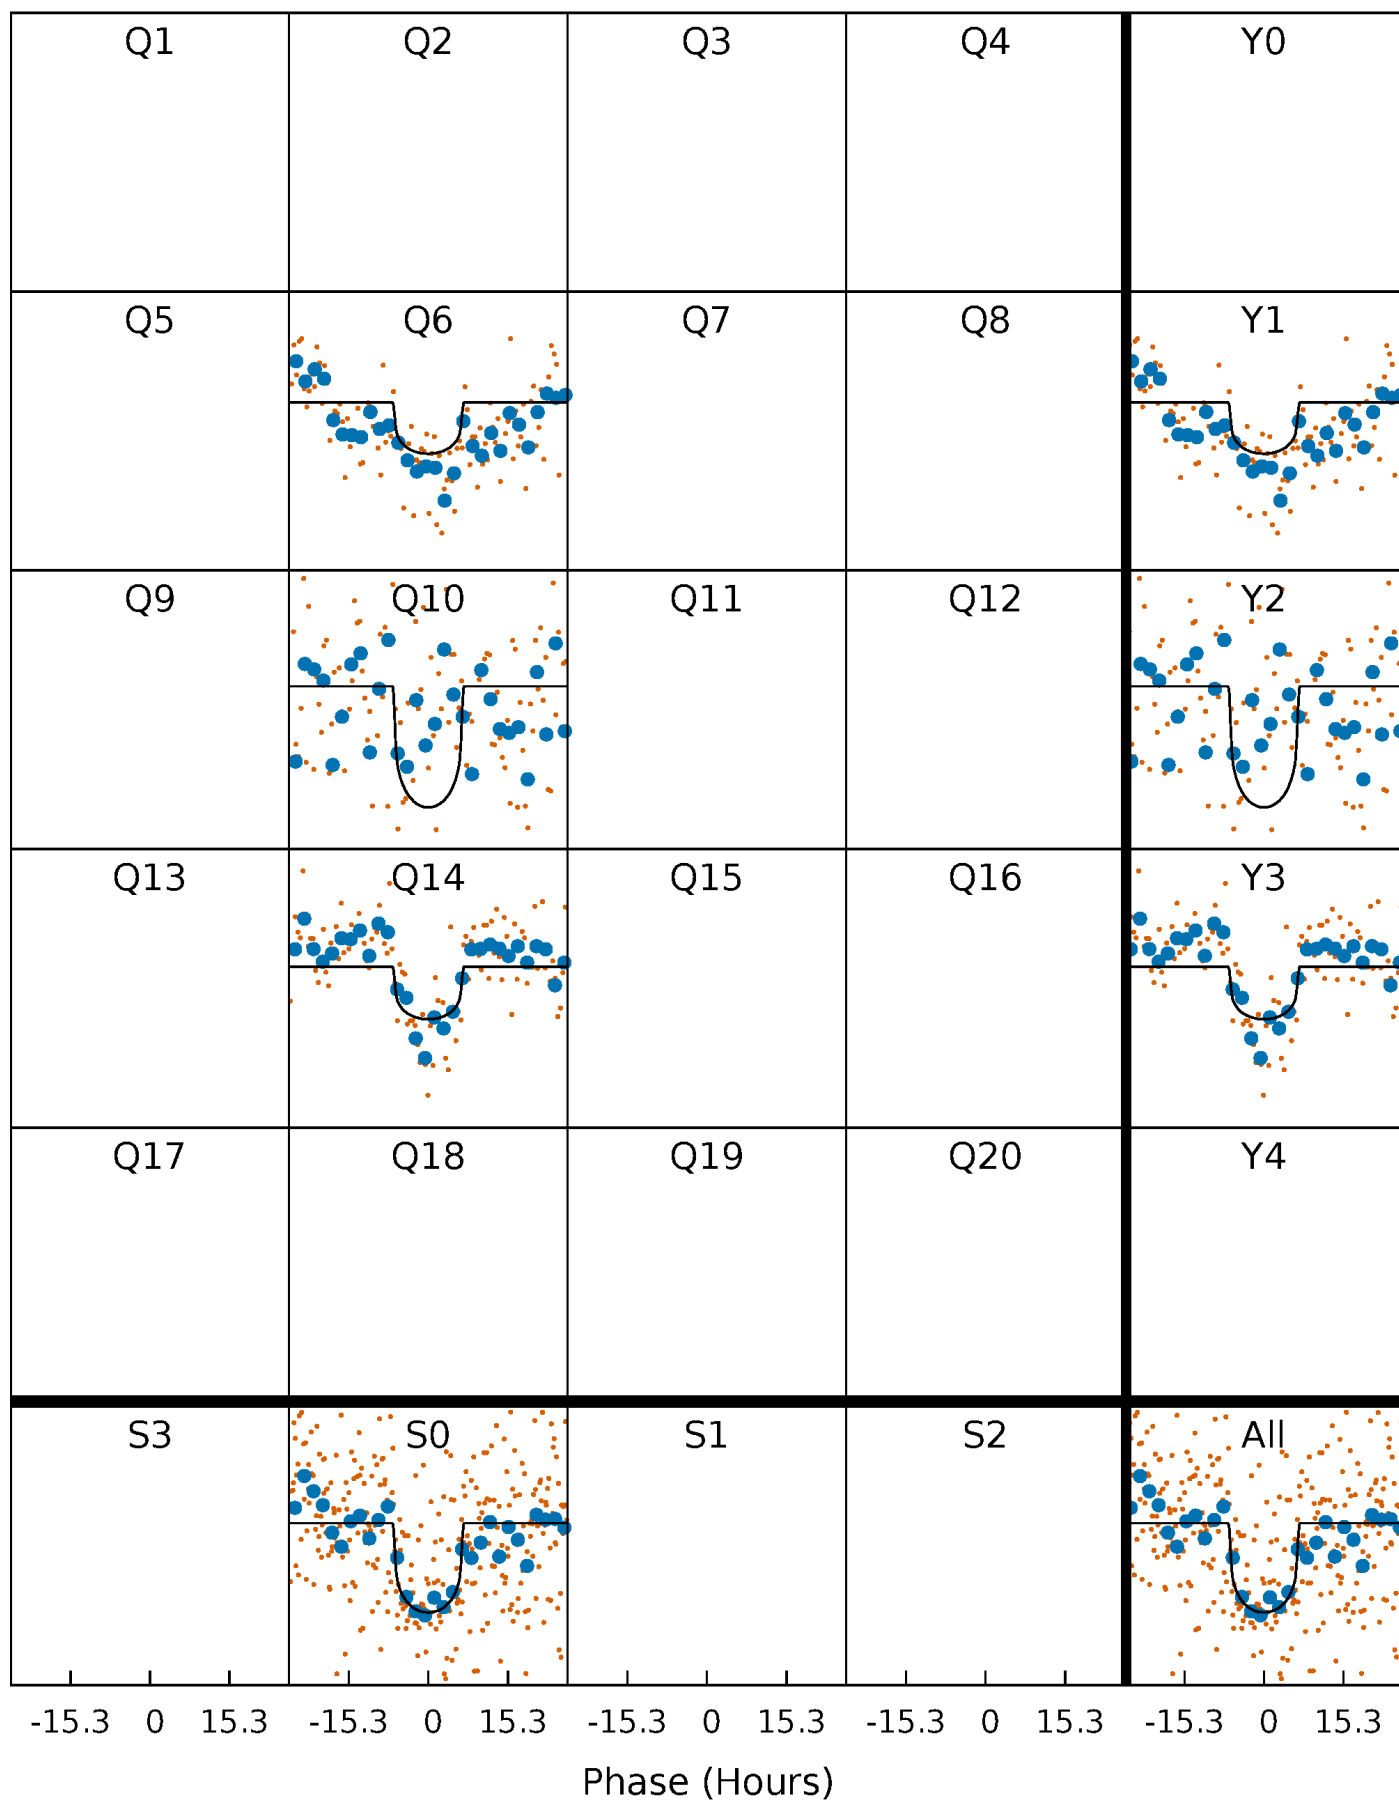 Q1 Q2 Q3 Q4 Y0
Q5 Q6 Q7 Q8 Y1
Q9 Q10 Q11 Q12 Y2
Q13 Q14 Q15 Q16 Y3
Q17 Q18 Q19 Q20 Y4
S3 S0 S1 S2 All
-15.3 0 15.3 -15.3 0 15.3 -15.3 0 15.3 -15.3 0 15.3 -15.3 0 15.3
Phase (Hours)